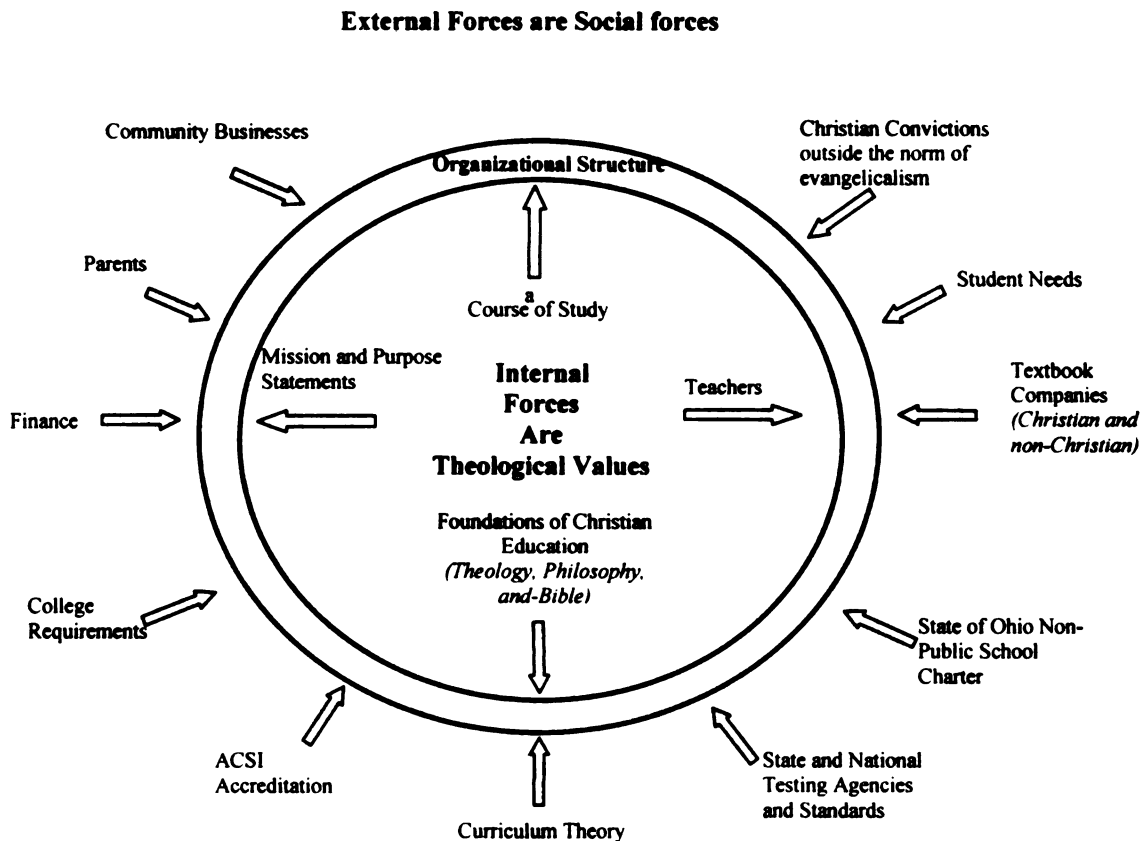 External Forces are Social forces
Community Businesses
Christian Convictions
outside the norm of
evangelicalism
Organizational Structure
Parents
Student Needs
a
Course of Study
Mission and Purpose
Statements
Internal
Forces
Are
Theological Values
Teachers
Textbook
Companies
(Christian and
non-Christian)
Finance
Foundations of Christian
Education
(Theology, Philosophy,
and-Bible)
College
Requirements
State of Ohio Non-
Public School
Charter
ACSI
Accreditation
State and National
Testing Agencies
and Standards
Curriculum Theory